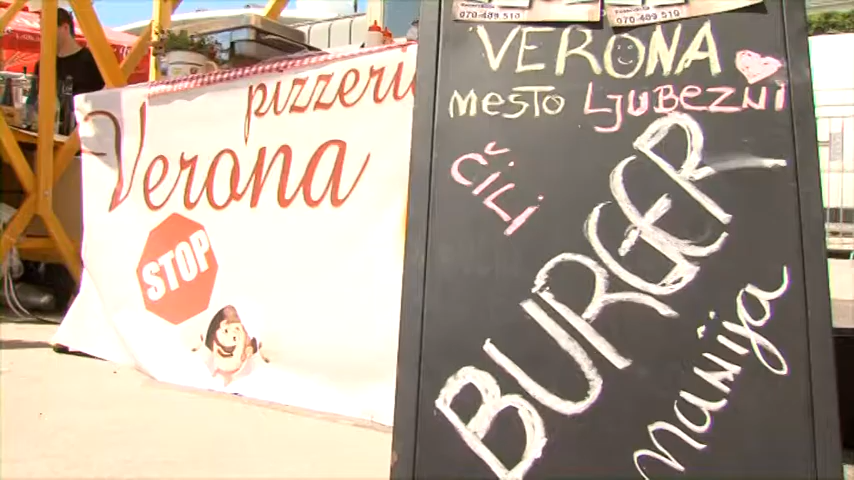 pizzeria
Verona
STOP
070 489 510
070 489 510
VERONA
MESTO LJUBEZNI
ČILI
BURGER
MANIJA